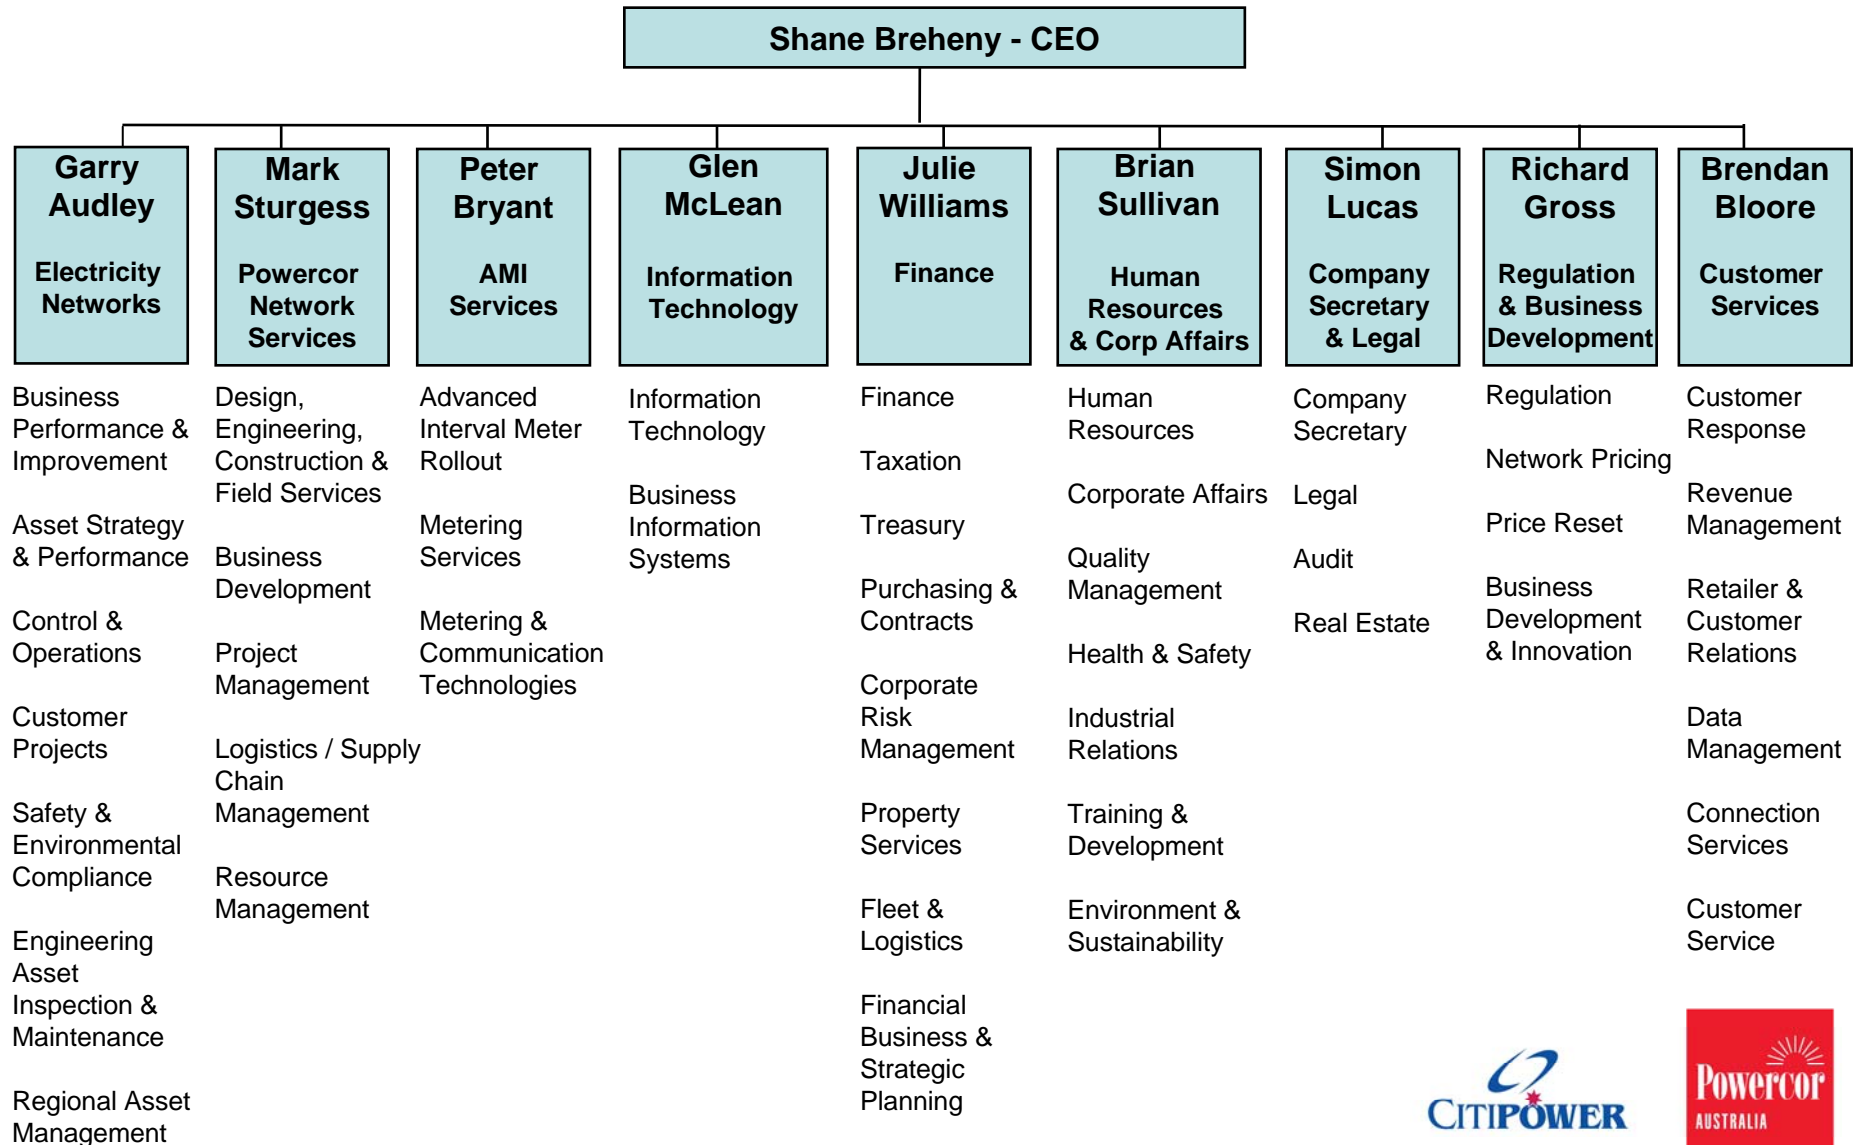 Shane Breheny - CEO
Garry
Audley
Electricity
Networks
Business
Performance &
Improvement
Asset Strategy
& Performance
Control &
Operations
Customer
Projects
Safety &
Environmental
Compliance
Engineering
Asset
Inspection &
Maintenance
Regional Asset
Management
Mark
Sturgess
Powercor
Network
Services
Design,
Engineering,
Construction &
Field Services
Business
Development
Project
Management
Logistics / Supply
Chain
Management
Resource
Management
Peter
Bryant
AMI
Services
Advanced
Interval Meter
Rollout
Metering
Services
Metering &
Communication
Technologies
Glen
McLean
Information
Technology
Information
Technology
Business
Information
Systems
Julie
Williams
Finance
Finance
Taxation
Treasury
Purchasing &
Contracts
Corporate
Risk
Management
Property
Services
Fleet &
Logistics
Financial
Business &
Strategic
Planning
Brian
Sullivan
Human
Resources
& Corp Affairs
Human
Resources
Corporate Affairs
Quality
Management
Health & Safety
Industrial
Relations
Training &
Development
Environment &
Sustainability
Simon
Lucas
Company
Secretary
& Legal
Company
Secretary
Legal
Audit
Real Estate
Richard
Gross
Regulation
& Business
Development
Regulation
Network Pricing
Price Reset
Business
Development
& Innovation
Brendan
Bloore
Customer
Services
Customer
Response
Revenue
Management
Retailer &
Customer
Relations
Data
Management
Connection
Services
Customer
Service
CITIPOWER
Powercor
AUSTRALIA